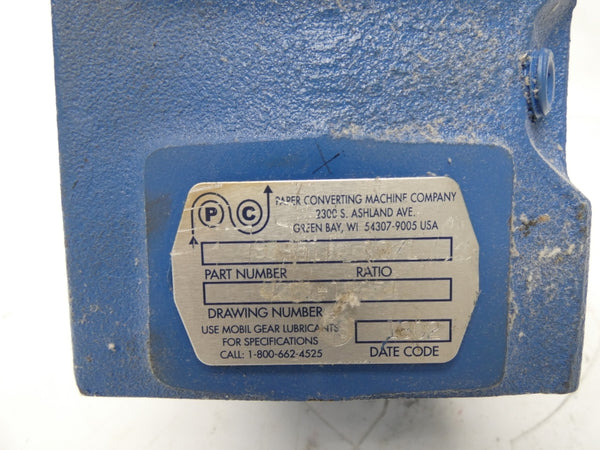 P C
PAPER CONVERTING MACHINE COMPANY
2300 S. ASHLAND AVE.
GREEN BAY, WI 54307-9005 USA
PART NUMBER RATIO
DRAWING NUMBER
USE MOBIL GEAR LUBRICANTS
FOR SPECIFICATIONS
CALL: 1-800-662-4525
DATE CODE